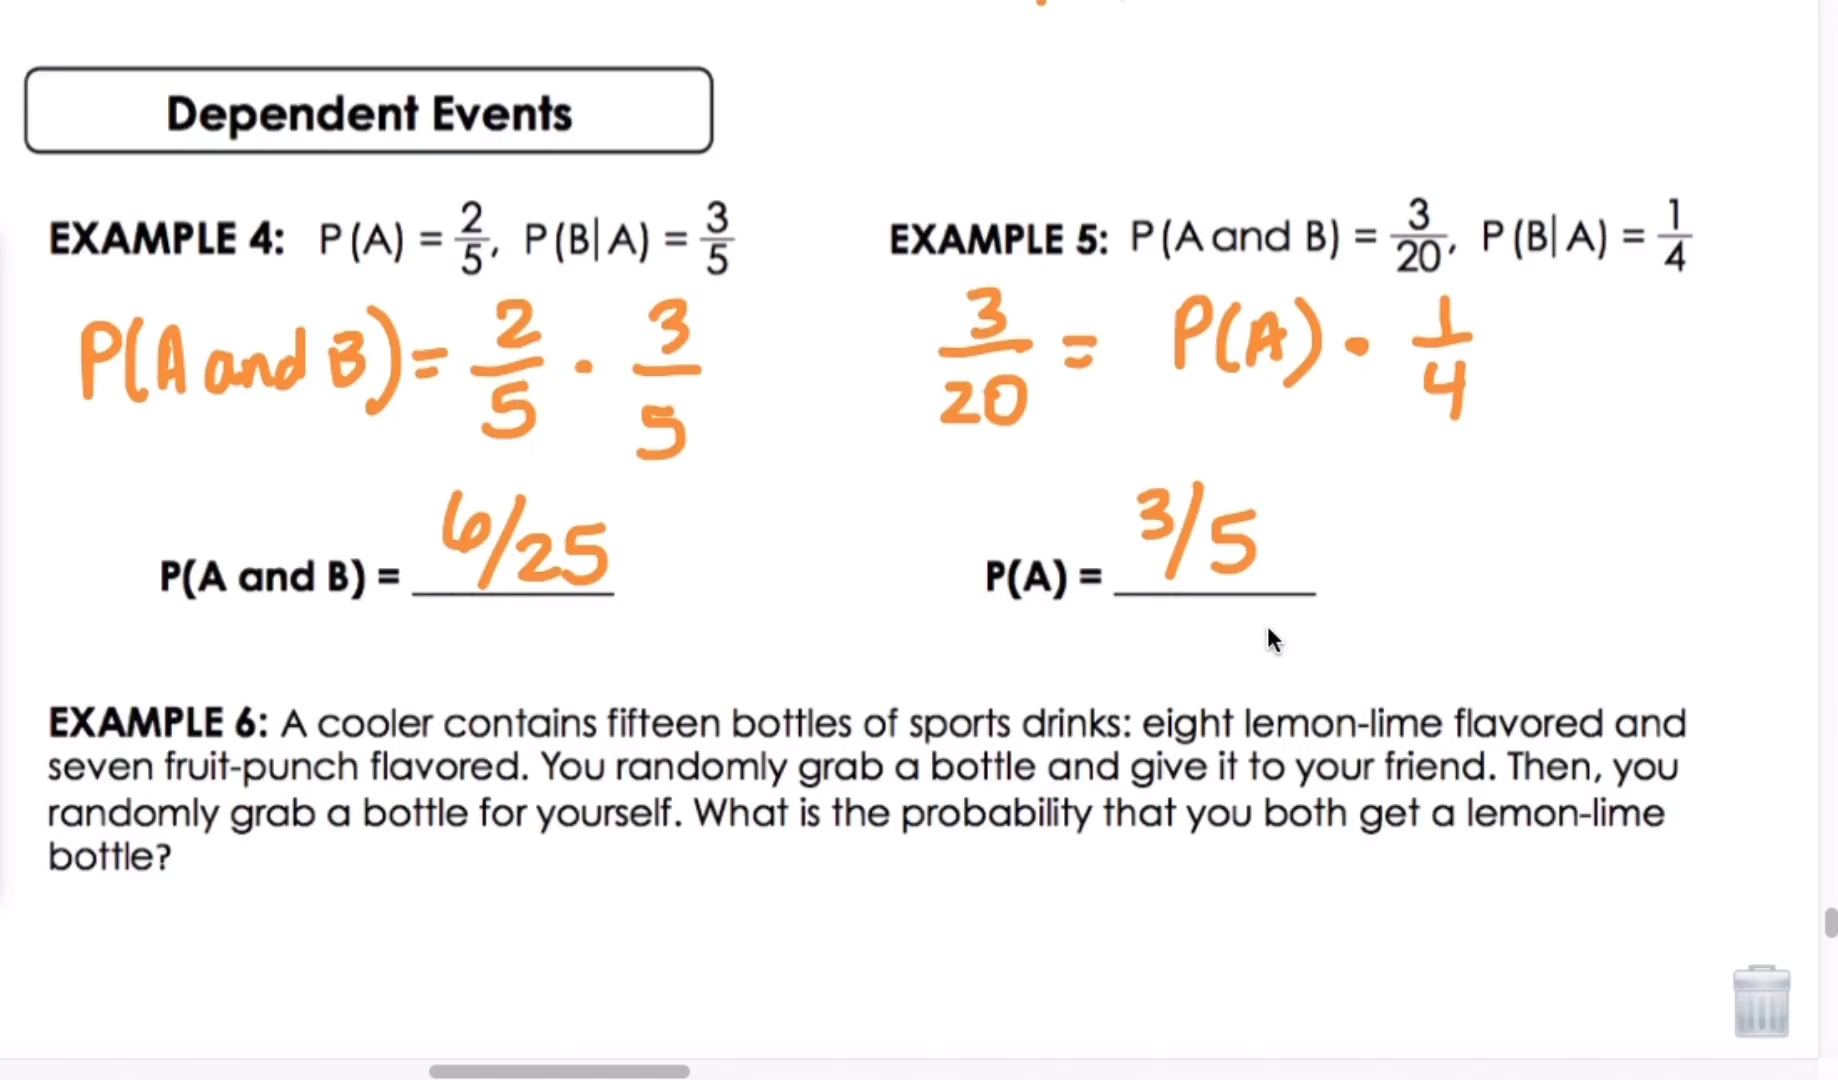 Dependent Events
EXAMPLE 4: P(A) = 2/5, P(B|A) = 3/5
P(A and B) = 2/5 · 3/5
P(A and B) = 6/25
EXAMPLE 5: P(A and B) = 3/20, P(B|A) = 1/4
3/20 = P(A) · 1/4
P(A) = 3/5
EXAMPLE 6: A cooler contains fifteen bottles of sports drinks: eight lemon-lime flavored and
seven fruit-punch flavored. You randomly grab a bottle and give it to your friend. Then, you
randomly grab a bottle for yourself. What is the probability that you both get a lemon-lime
bottle?